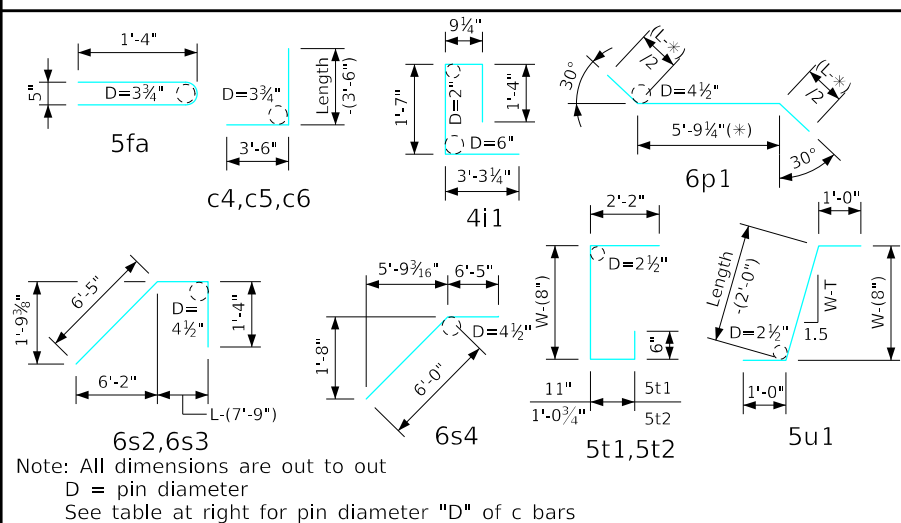 1'-4"
5"
D=3¾"
5fa
D=3¾"
Length
-(3'-6")
3'-6"
c4,c5,c6
9¼"
1'-7"
D=2"
1'-4"
D=6"
3'-3¼"
4i1
30°
(L-*)
/2
D=4½"
5'-9¼"(*)
(L-*)
/2
30°
6p1
1'-9⅜"
6'-5"
D=
4½"
1'-4"
6'-2"
L-(7'-9")
6s2,6s3
5'-9³⁄₁₆"
6'-5"
1'-8"
D=4½"
6'-0"
6s4
2'-2"
W-(8")
D=2½"
6"
11"
5t1
1'-0¾"
5t2
5t1,5t2
1'-0"
Length
-(2'-0")
W-T
1.5
D=2½"
W-(8")
1'-0"
5u1
Note: All dimensions are out to out
D = pin diameter
See table at right for pin diameter "D" of c bars